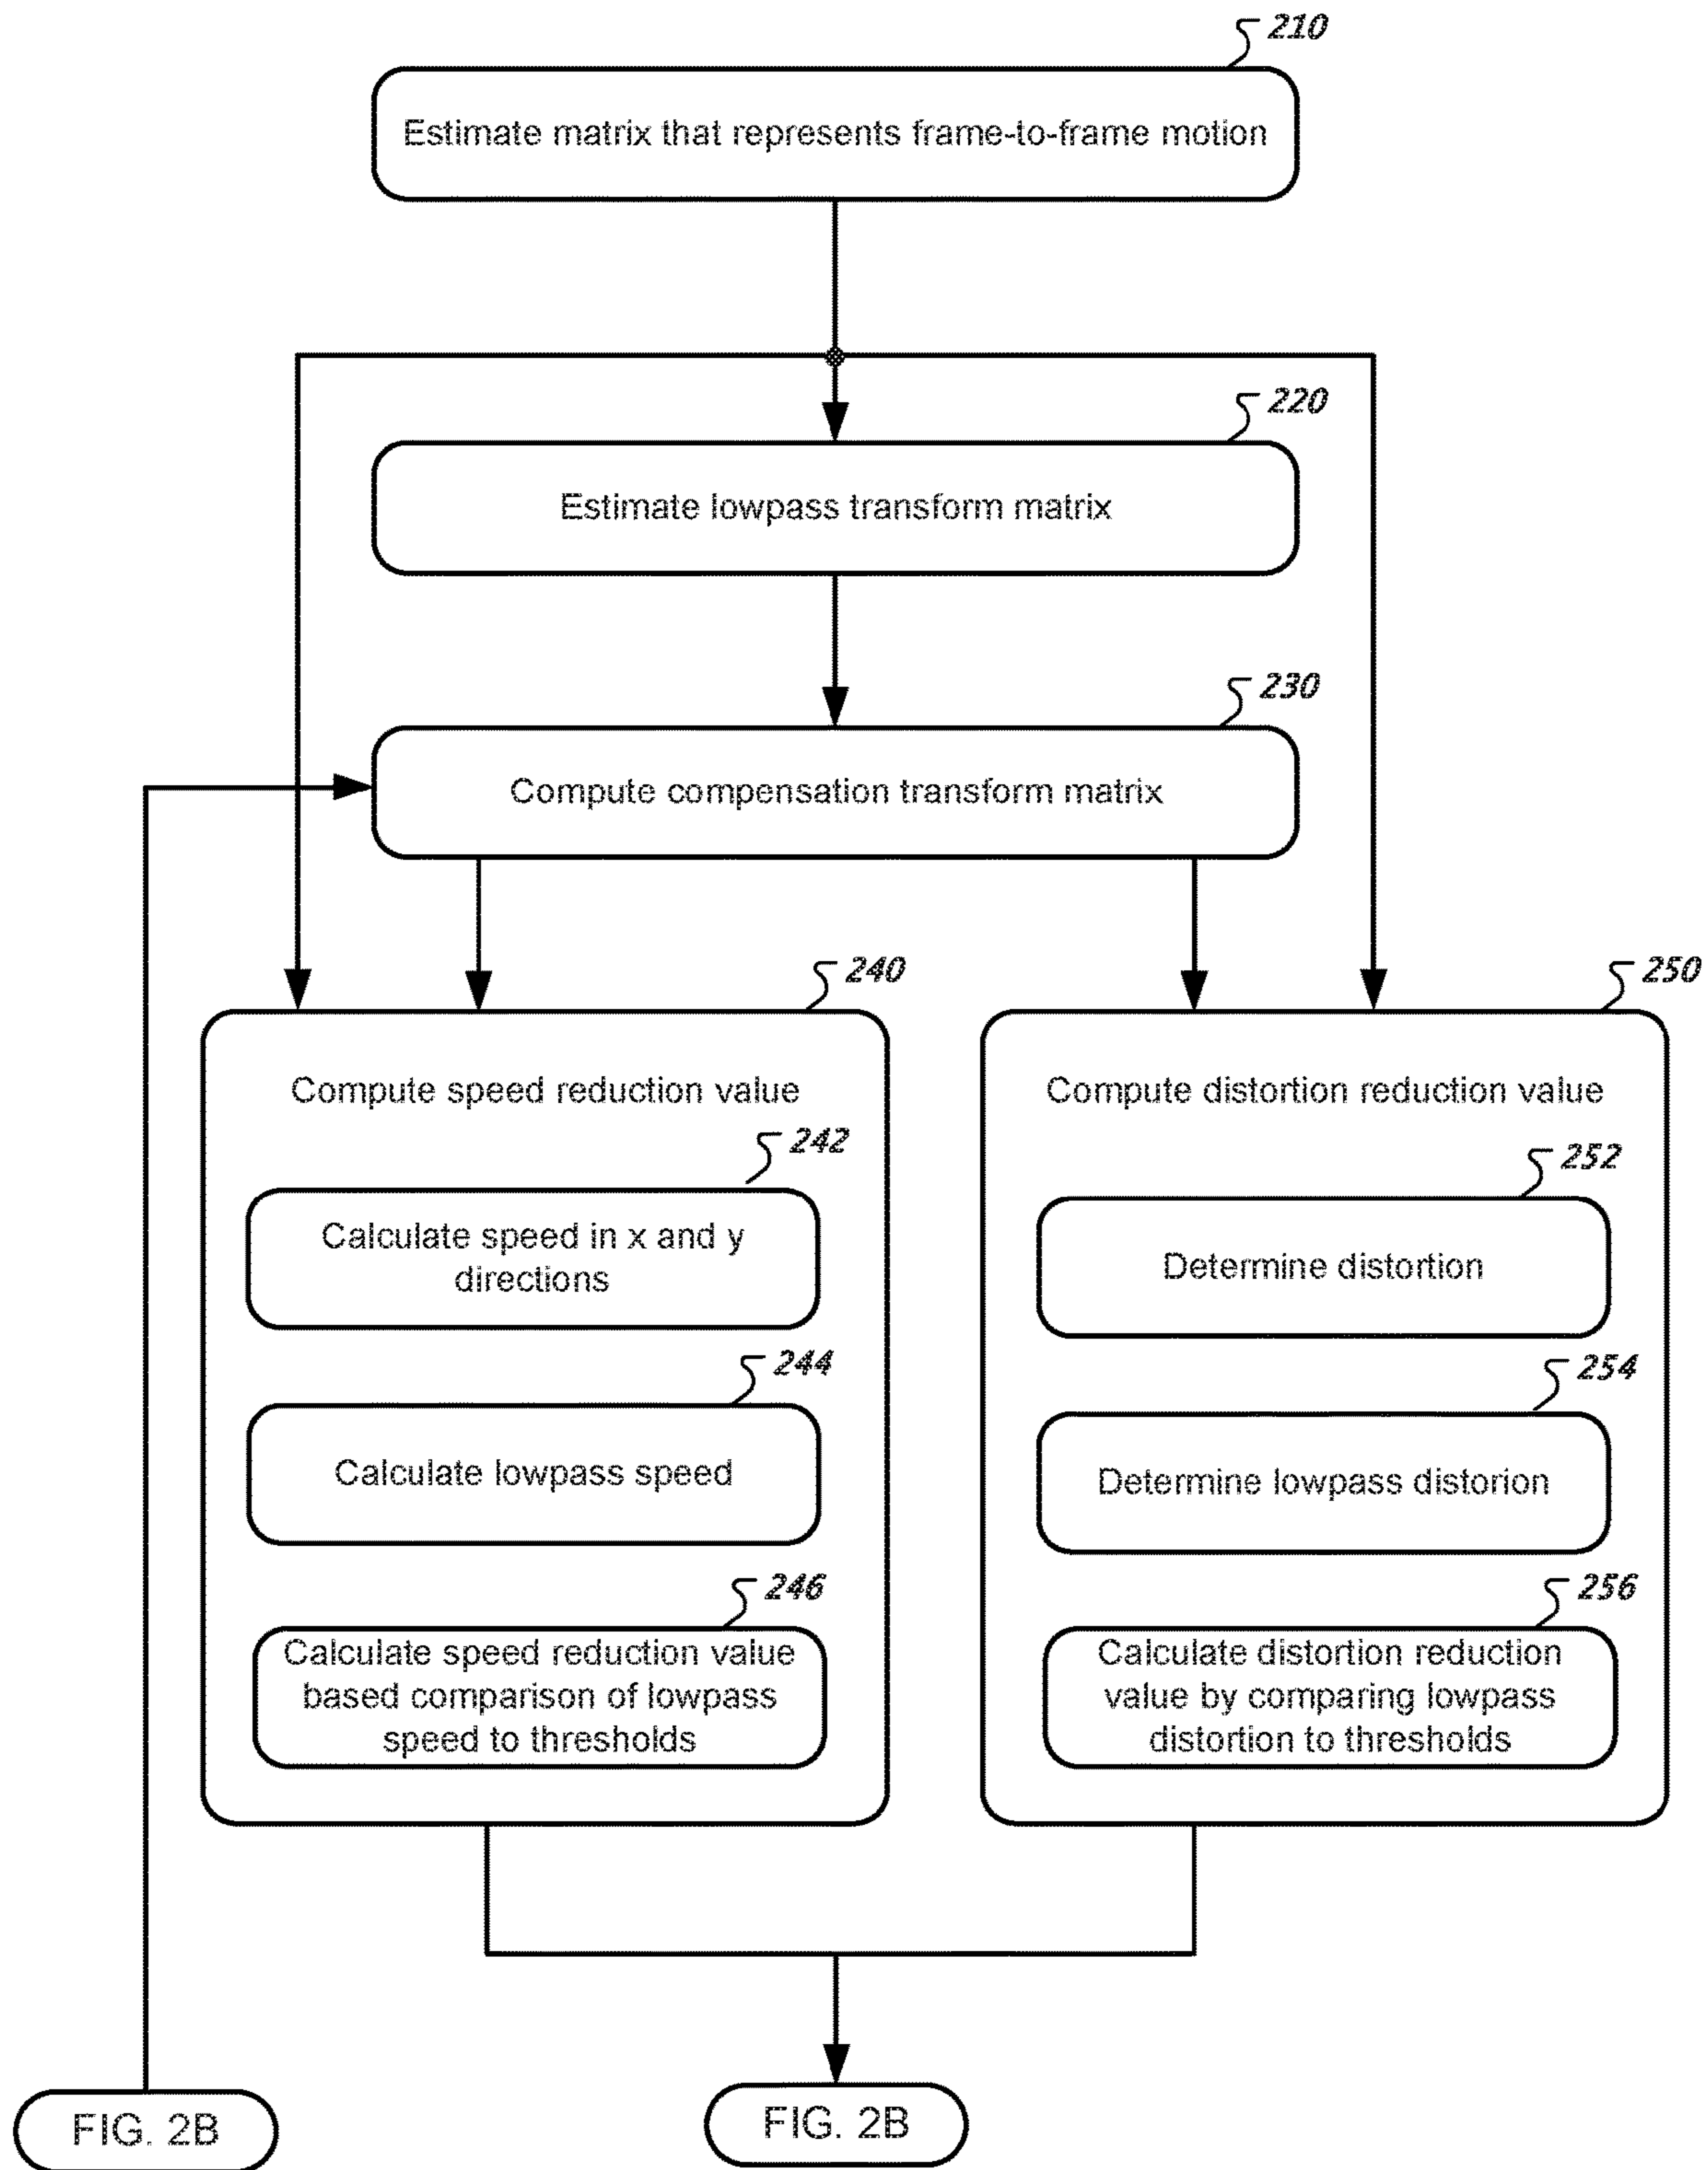 210
Estimate matrix that represents frame-to-frame motion
220
Estimate lowpass transform matrix
230
Compute compensation transform matrix
240
Compute speed reduction value
242
Calculate speed in x and y
directions
244
Calculate lowpass speed
246
Calculate speed reduction value
based comparison of lowpass
speed to thresholds
250
Compute distortion reduction value
252
Determine distortion
254
Determine lowpass distorion
256
Calculate distortion reduction
value by comparing lowpass
distortion to thresholds
FIG. 2B
FIG. 2B